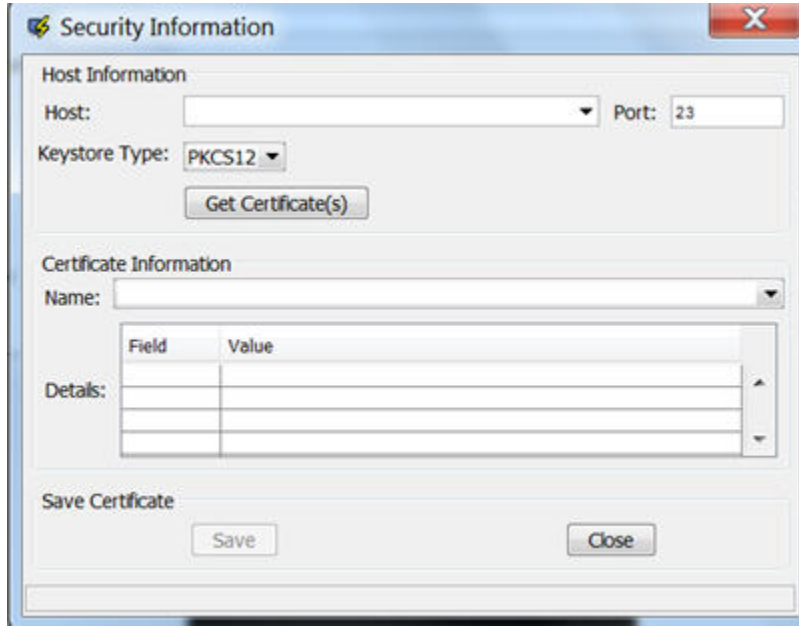 Security Information
Host Information
Host: Port: 23
Keystore Type: PKCS12
Get Certificate(s)
Certificate Information
Name:
Field Value
Details:
Save Certificate
Save Close